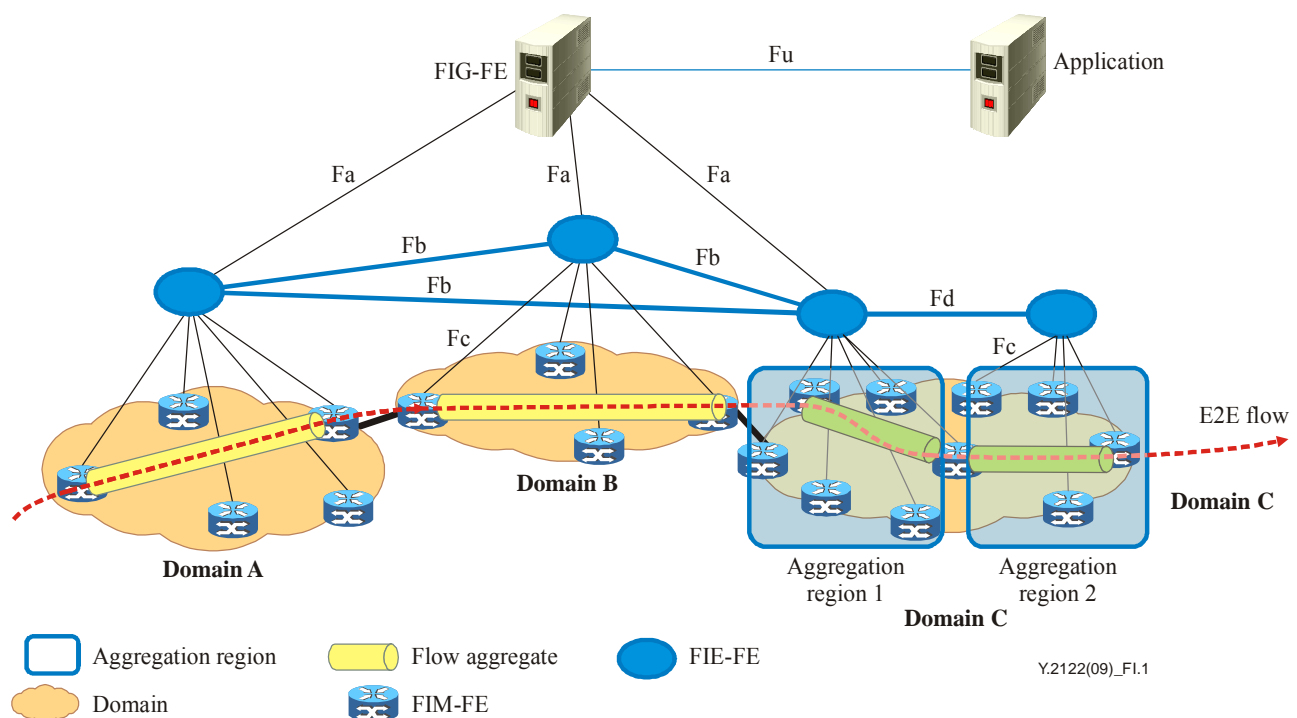 Fu
FIG-FE
Application
Fa
Fa
Fa
Fb
Fb
Fb
Fd
Fc
Fc
E2E flow
Domain B
Domain C
Domain A
Aggregation
region 1
Aggregation
region 2
Domain C
Aggregation region
Flow aggregate
FIE-FE
Y.2122(09)_FI.1
Domain
FIM-FE